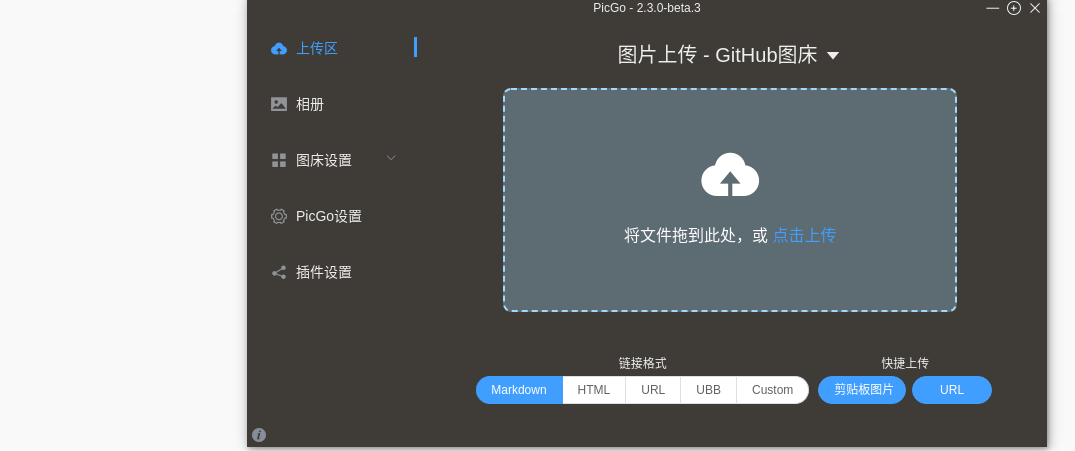 PicGo - 2.3.0-beta.3
上传区
相册
图床设置
PicGo设置
插件设置
图片上传 - GitHub图床
将文件拖到此处，或 点击上传
链接格式
Markdown HTML URL UBB Custom
快捷上传
剪贴板图片 URL